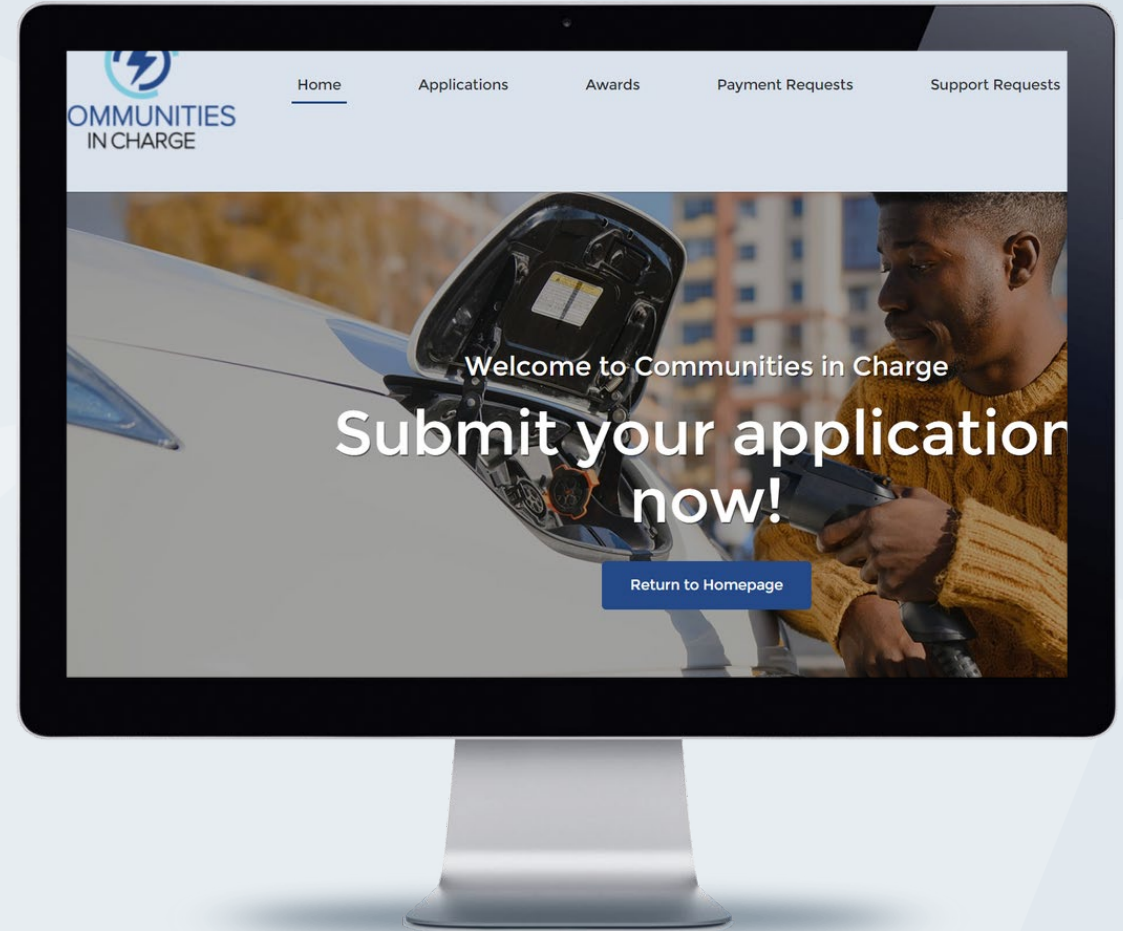 OMMUNITIES
IN CHARGE
Home Applications Awards Payment Requests Support Requests
Welcome to Communities in Charge
Submit your application
now!
Return to Homepage